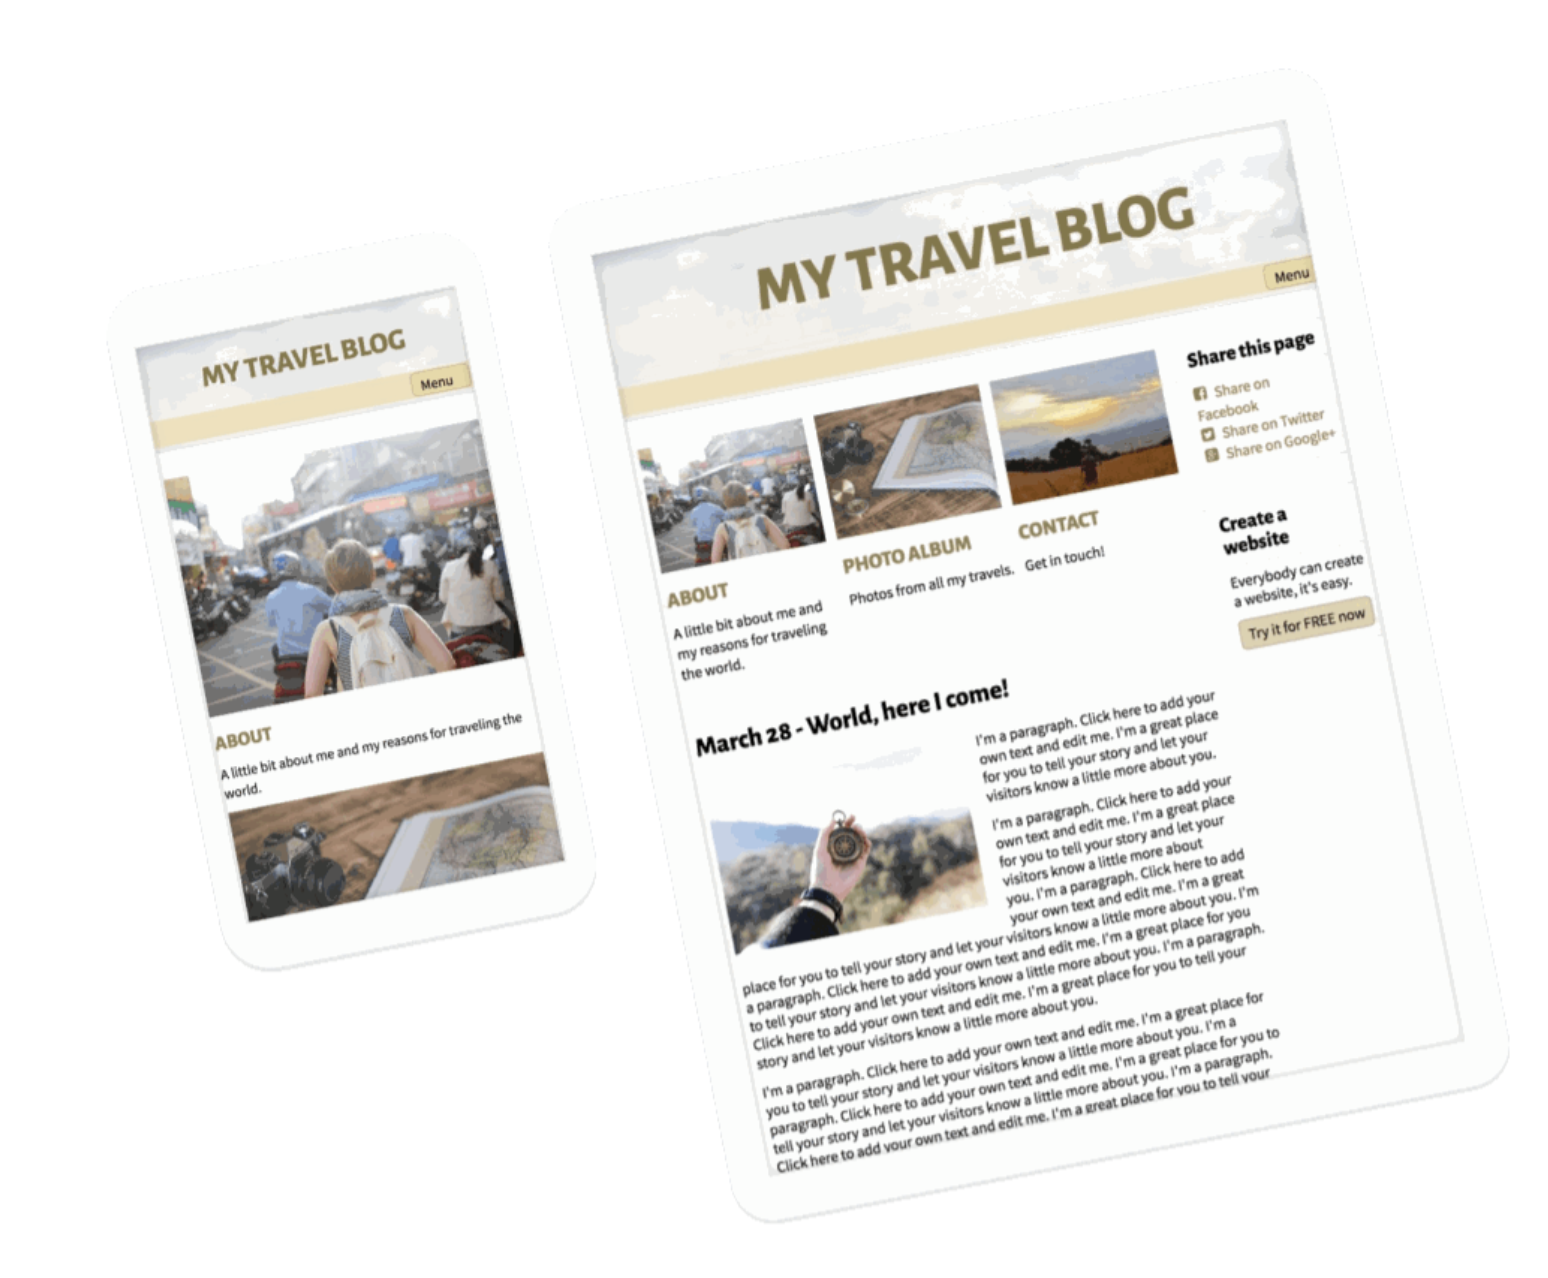 MY TRAVEL BLOG
Menu
ABOUT
A little bit about me and my reasons for traveling the
world.
MY TRAVEL BLOG
Menu
ABOUT
A little bit about me and
my reasons for traveling
the world.
PHOTO ALBUM
Photos from all my travels.
CONTACT
Get in touch!
Share this page
Share on
Facebook
Share on Twitter
Share on Google+
Create a
website
Everybody can create
a website, it's easy.
Try it for FREE now
March 28 - World, here I come!
I'm a paragraph. Click here to add your
own text and edit me. I'm a great place
for you to tell your story and let your
visitors know a little more about you.
I'm a paragraph. Click here to add your
own text and edit me. I'm a great place
for you to tell your story and let your
visitors know a little more about
you. I'm a paragraph. Click here to add
your own text and edit me. I'm a great
place for you to tell your story and let your visitors know a little more about you. I'm
a paragraph. Click here to add your own text and edit me. I'm a great place for you
to tell your story and let your visitors know a little more about you. I'm a paragraph.
Click here to add your own text and edit me. I'm a great place for you to tell your
story and let your visitors know a little more about you.
I'm a paragraph. Click here to add your own text and edit me. I'm a great place for
you to tell your story and let your visitors know a little more about you. I'm a
paragraph. Click here to add your own text and edit me. I'm a great place for you to
tell your story and let your visitors know a little more about you. I'm a paragraph.
Click here to add your own text and edit me. I'm a great place for you to tell your